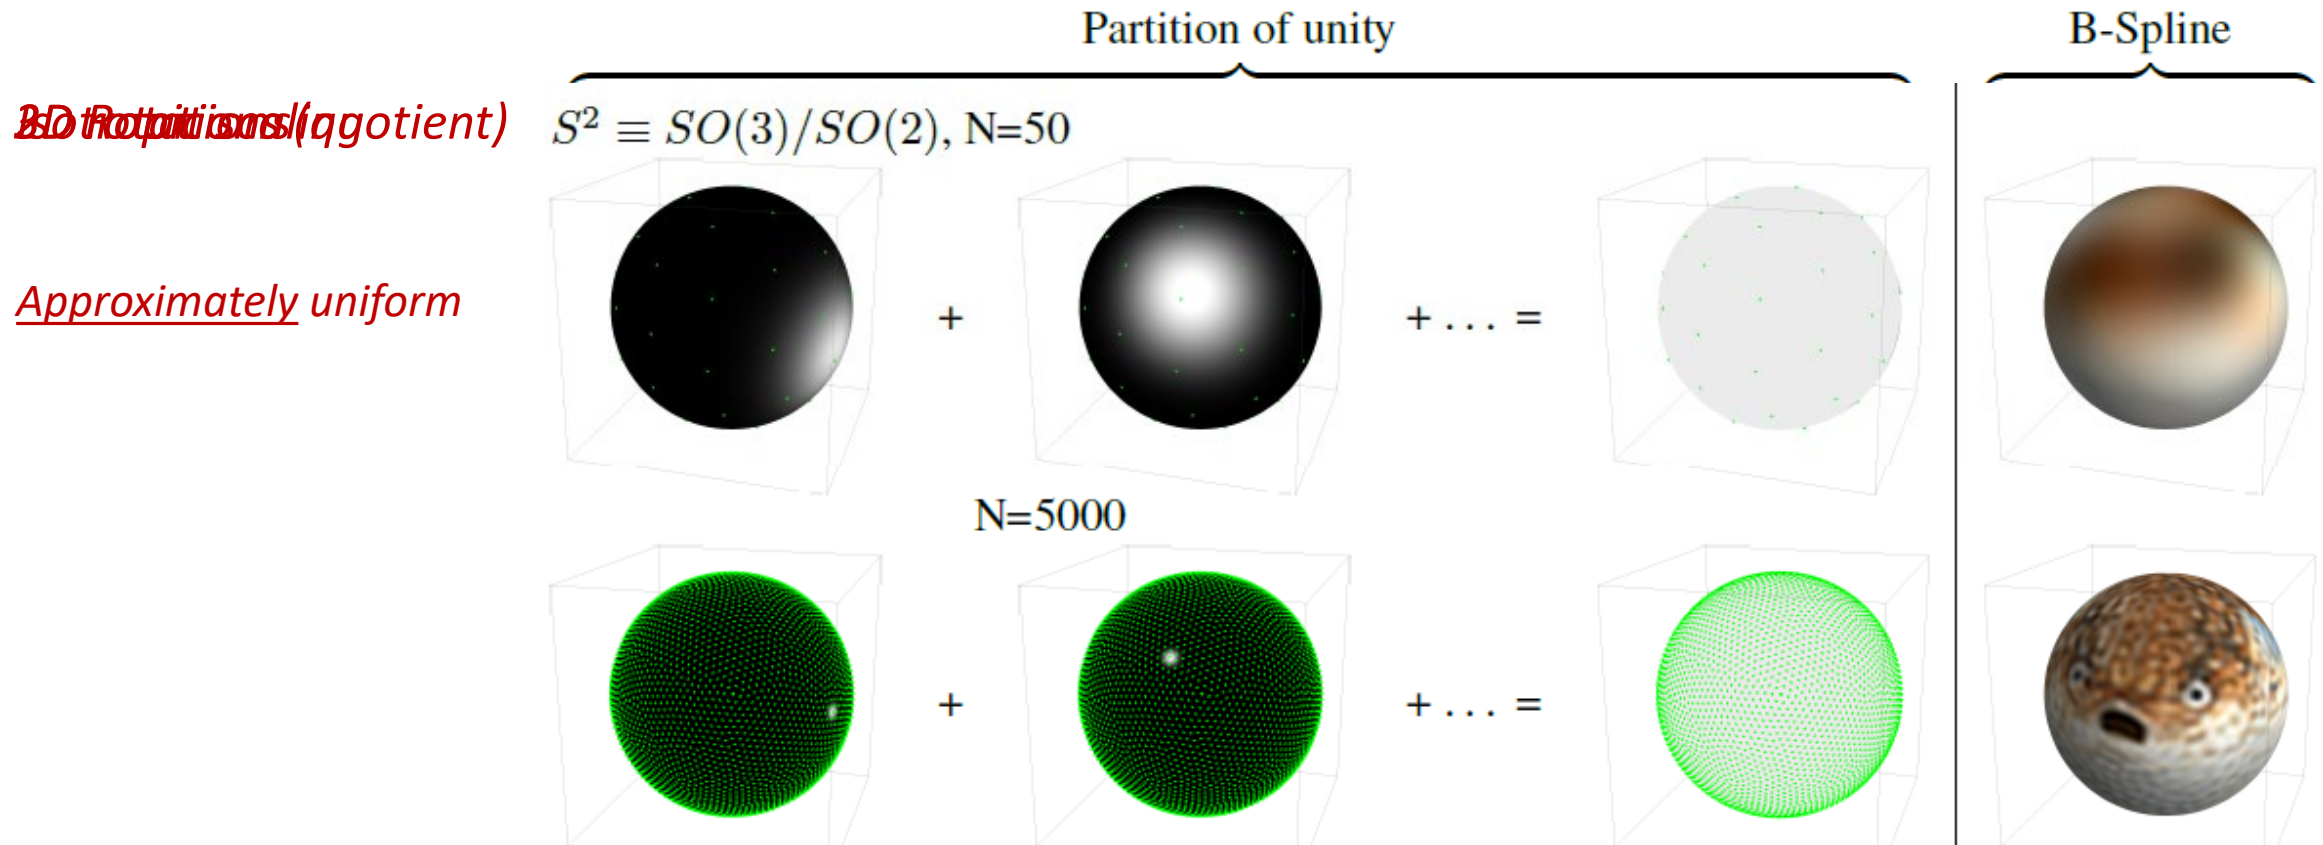 Partition of unity
B-Spline
S² ≡ SO(3)/SO(2), N=50
Approximately uniform
+
+ . . . =
N=5000
+
+ . . . =